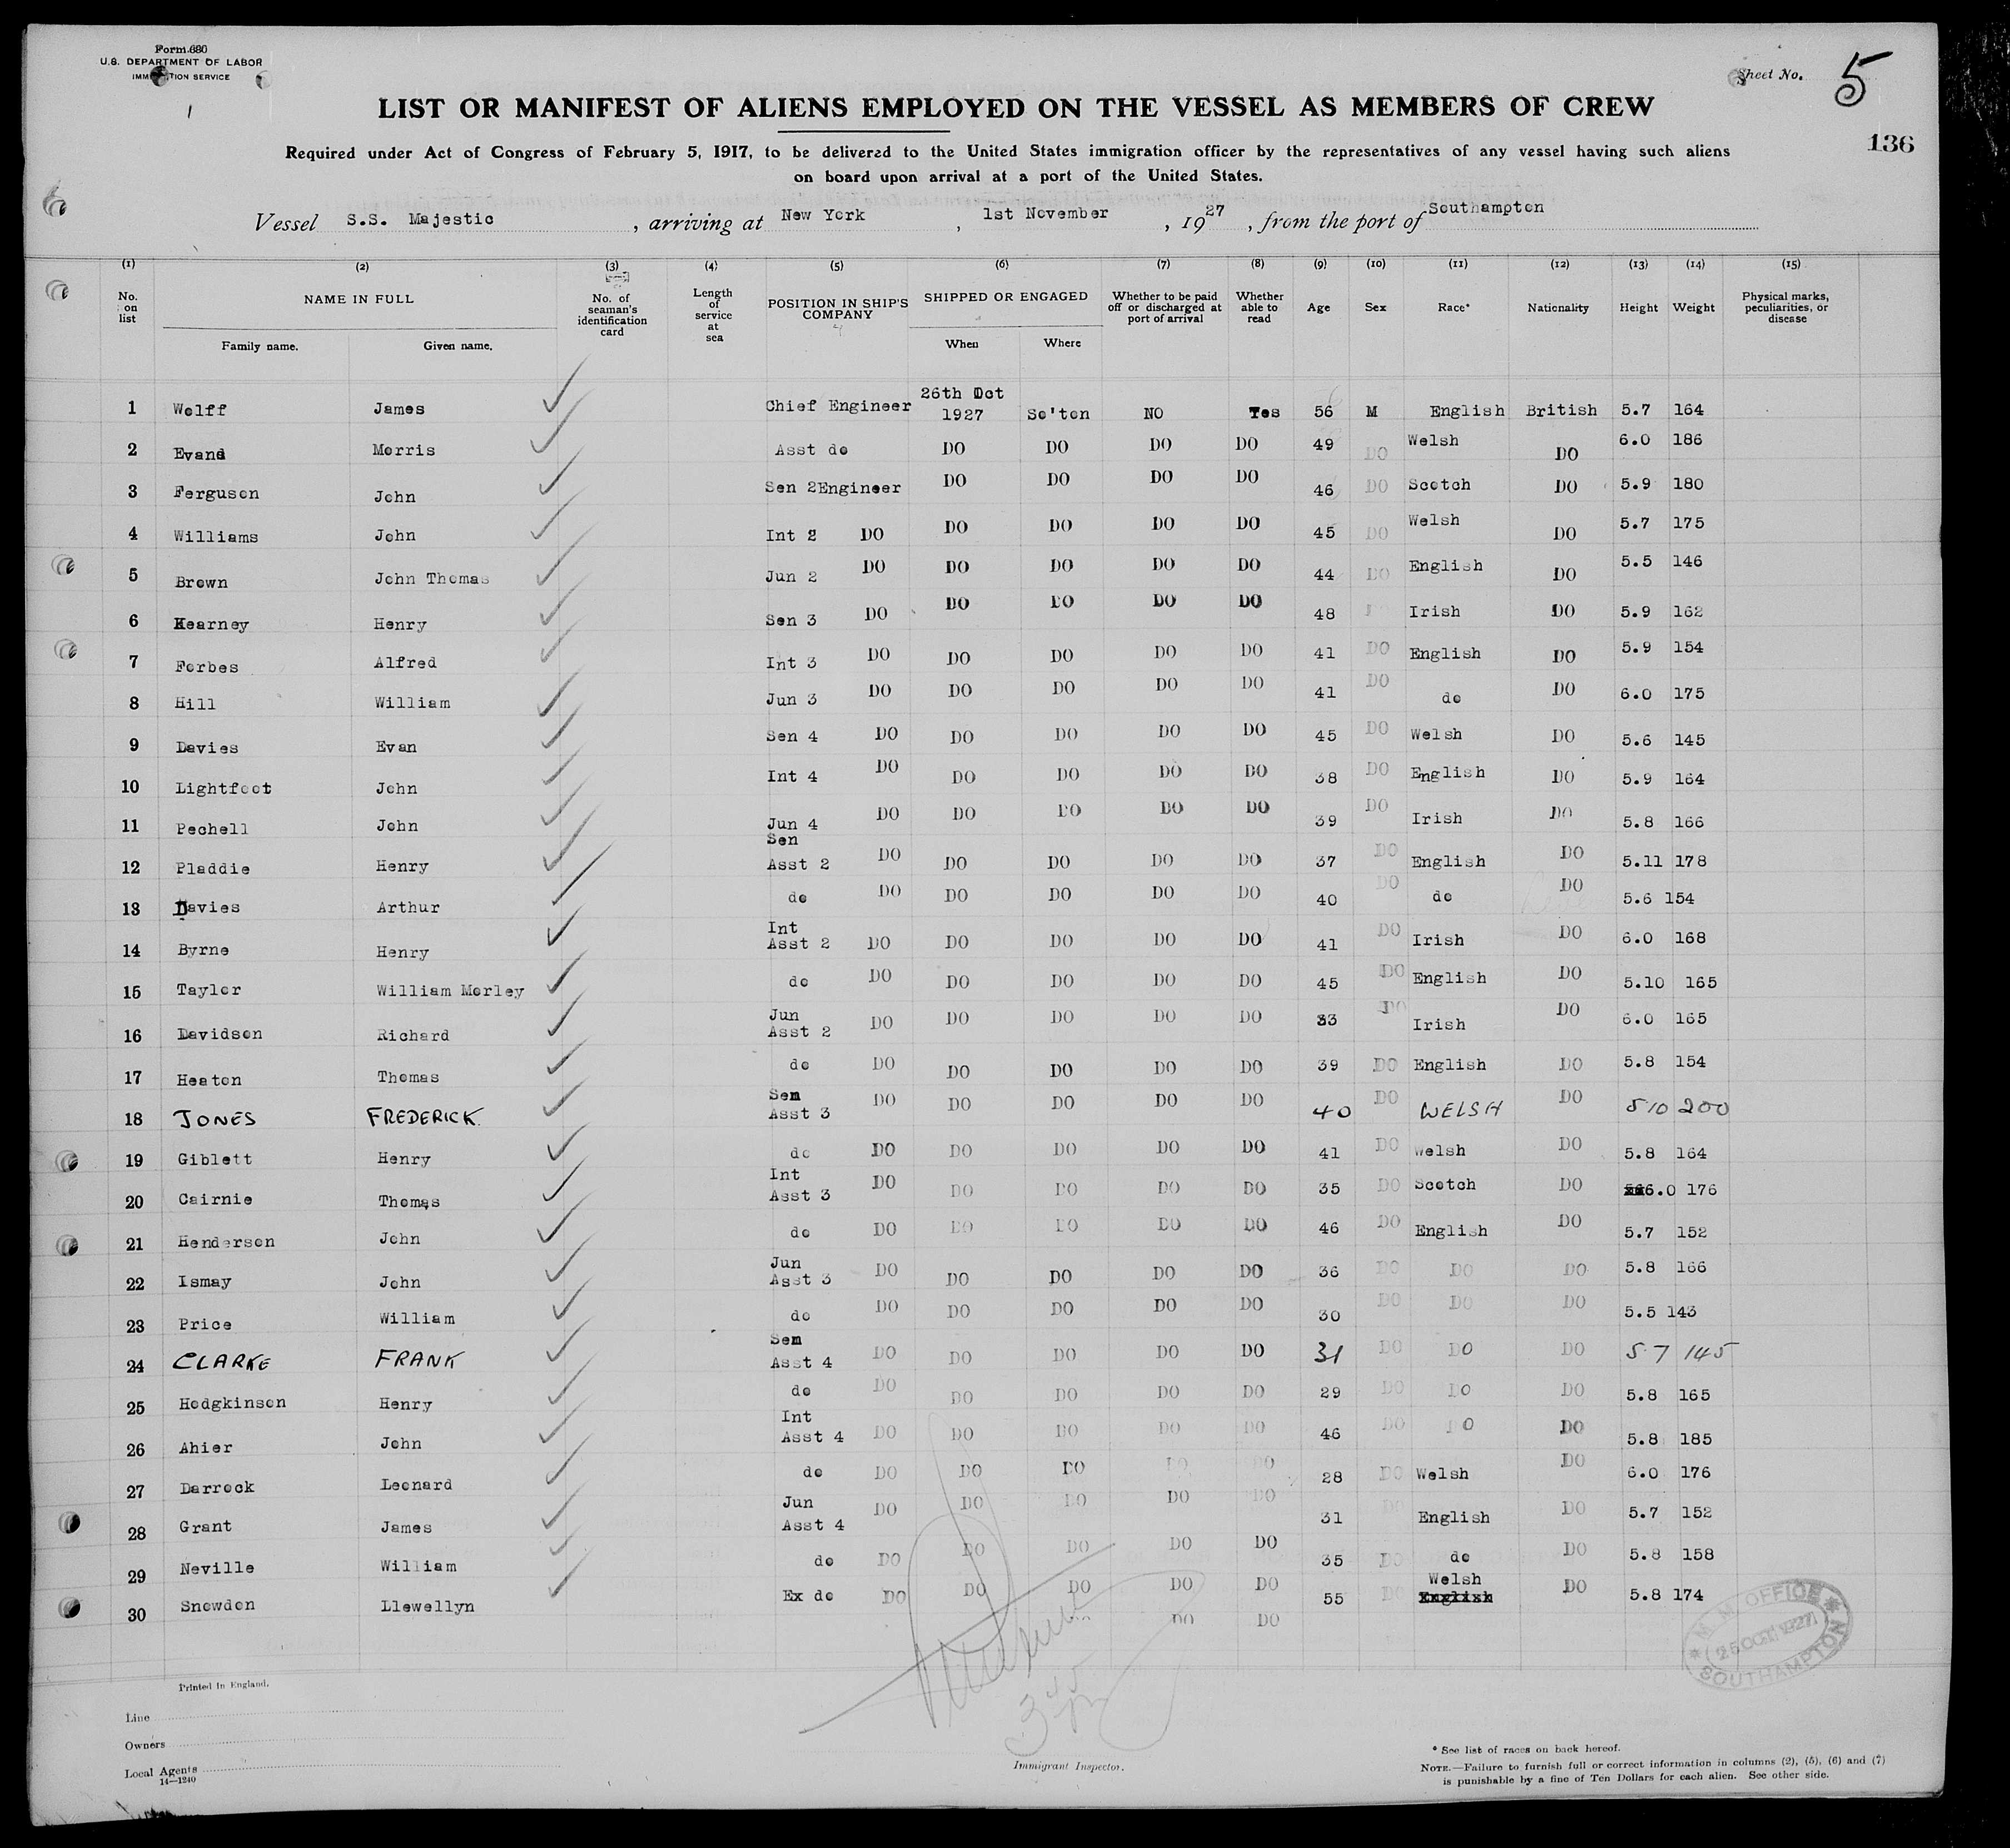 Form 680
U.S. DEPARTMENT OF LABOR
IMMIGRATION SERVICE
Sheet No. 5
136
LIST OR MANIFEST OF ALIENS EMPLOYED ON THE VESSEL AS MEMBERS OF CREW
Required under Act of Congress of February 5, 1917, to be delivered to the United States immigration officer by the representatives of any vessel having such aliens
on board upon arrival at a port of the United States.
Vessel S.S. Majestic , arriving at New York , 1st November , 1927 , from the port of Southampton
(1) (2) (3) (4) (5) (6) (7) (8) (9) (10) (11) (12) (13) (14) (15)
No. on list NAME IN FULL No. of seaman's identification card Length of service at sea POSITION IN SHIP'S COMPANY SHIPPED OR ENGAGED Whether to be paid off or discharged at port of arrival Whether able to read Age Sex Race* Nationality Height Weight Physical marks, peculiarities, or disease
Family name. Given name. When Where
1 Wolff James Chief Engineer 26th Oct 1927 So'ton NO Yes 56 M English British 5.7 164
2 Evans Morris Asst do DO DO DO DO 49 DO Welsh DO 6.0 186
3 Ferguson John Sen 2Engineer DO DO DO DO 46 DO Scotch DO 5.9 180
4 Williams John Int 2 DO DO DO DO DO 45 DO Welsh DO 5.7 175
5 Brown John Thomas Jun 2 DO DO DO DO DO 44 DO English DO 5.5 146
6 Kearney Henry Sen 3 DO DO DO DO DO 48 Irish DO 5.9 162
7 Forbes Alfred Int 3 DO DO DO DO DO 41 DO English DO 5.9 154
8 Hill William Jun 3 DO DO DO DO DO 41 DO do DO 6.0 175
9 Davies Evan Sen 4 DO DO DO DO DO 45 DO Welsh DO 5.6 145
10 Lightfoot John Int 4 DO DO DO DO DO 38 DO English DO 5.9 164
11 Pechell John Jun 4 DO DO DO DO DO 39 DO Irish DO 5.8 166
12 Pladdie Henry Sen Asst 2 DO DO DO DO DO 37 DO English DO 5.11 178
13 Davies Arthur do DO DO DO DO DO 40 DO do DO 5.6 154
14 Byrne Henry Int Asst 2 DO DO DO DO DO 41 DO Irish DO 6.0 168
15 Taylor William Morley do DO DO DO DO DO 45 DO English DO 5.10 165
16 Davidson Richard Jun Asst 2 DO DO DO DO DO 33 DO Irish DO 6.0 165
17 Heaton Thomas do DO DO DO DO DO 39 DO English DO 5.8 154
18 JONES FREDERICK. Sen Asst 3 DO DO DO DO DO 40 DO WELSH DO 5 10 200
19 Giblett Henry do DO DO DO DO DO 41 DO Welsh DO 5.8 164
20 Cairnie Thomas Int Asst 3 DO DO DO DO DO 35 DO Scotch DO 6.0 176
21 Henderson John do DO DO DO DO DO 46 DO English DO 5.7 152
22 Ismay John Jun Asst 3 DO DO DO DO DO 36 DO DO DO 5.8 166
23 Price William do DO DO DO DO DO 30 DO DO DO 5.5 143
24 CLARKE FRANK Sen Asst 4 DO DO DO DO DO 31 DO DO DO 5 7 145
25 Hodgkinson Henry do DO DO DO DO DO 29 DO DO DO 5.8 165
26 Ahier John Int Asst 4 DO DO DO DO DO 46 DO DO DO 5.8 185
27 Darrock Leonard do DO DO DO DO DO 28 DO Welsh DO 6.0 176
28 Grant James Jun Asst 4 DO DO DO DO DO 31 DO English DO 5.7 152
29 Neville William do DO DO DO DO DO 35 DO do DO 5.8 158
30 Snowden Llewellyn Ex do DO DO DO DO DO 55 DO Welsh English DO 5.8 174
DO DO
M.M. OFFICE
25 OCT 1927
SOUTHAMPTON
Printed in England.
Line
Owners
Local Agents
14—1240
345 pm
Immigrant Inspector.
* See list of races on back hereof.
NOTE.—Failure to furnish full or correct information in columns (2), (5), (6) and (7)
is punishable by a fine of Ten Dollars for each alien. See other side.